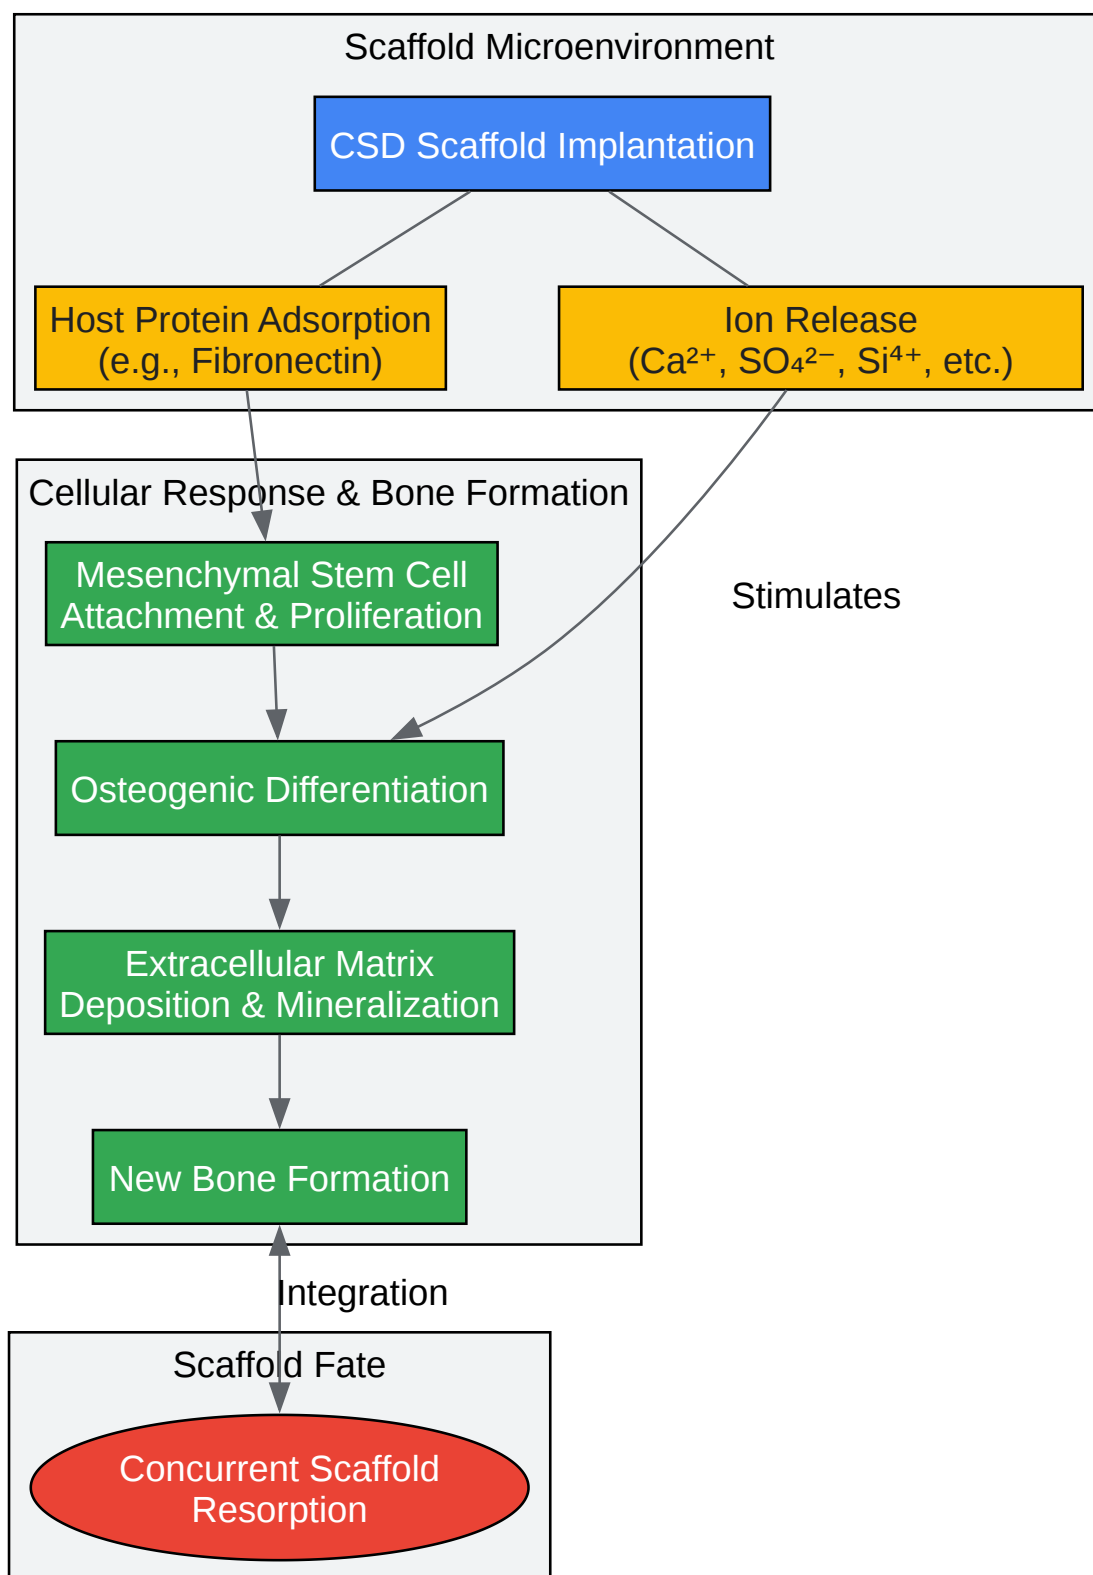 Scaffold Microenvironment
CSD Scaffold Implantation
Host Protein Adsorption
(e.g., Fibronectin)
Ion Release
(Ca²⁺, SO₄²⁻, Si⁴⁺, etc.)
Cellular Response & Bone Formation
Mesenchymal Stem Cell
Attachment & Proliferation
Stimulates
Osteogenic Differentiation
Extracellular Matrix
Deposition & Mineralization
New Bone Formation
Integration
Scaffold Fate
Concurrent Scaffold
Resorption